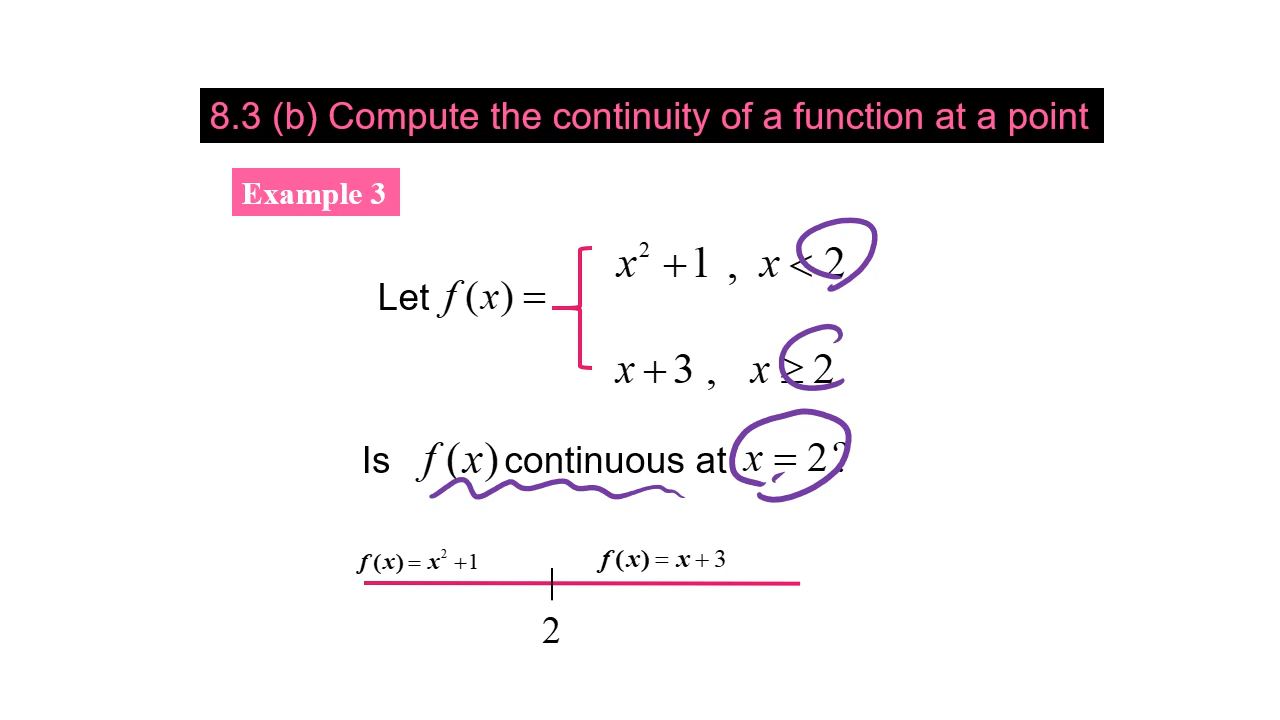 8.3 (b) Compute the continuity of a function at a point
Example 3
x² + 1 , x < 2
Let f(x) =
x + 3 , x ≥ 2
Is f(x) continuous at x = 2?
f(x) = x² + 1 f(x) = x + 3
2